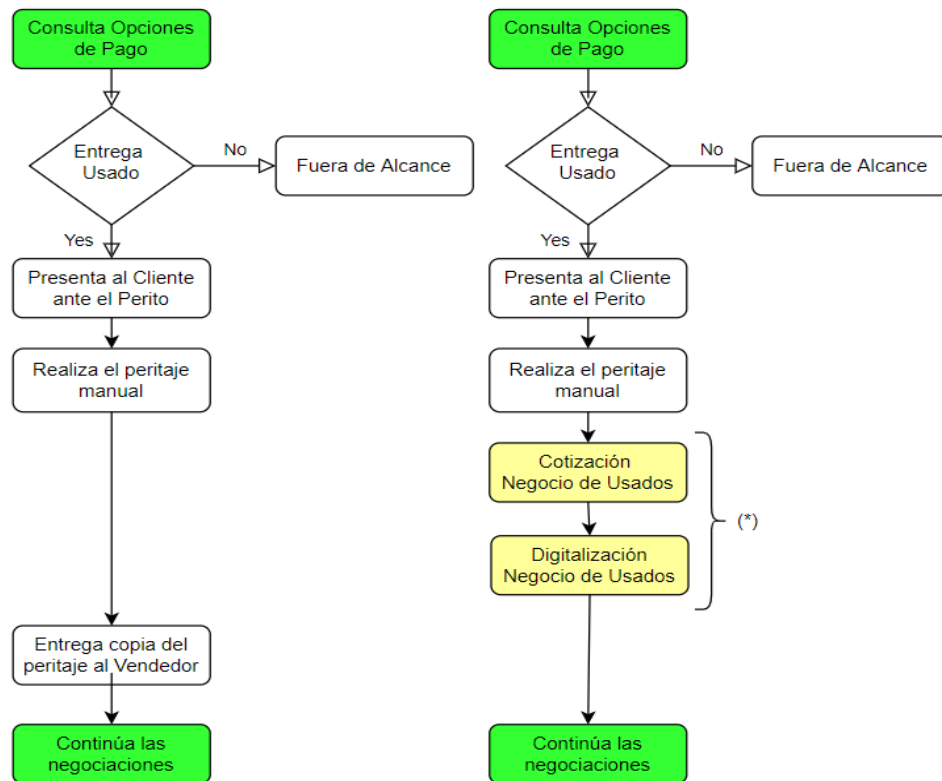 Consulta Opciones
de Pago
Entrega
Usado
No
Fuera de Alcance
Yes
Presenta al Cliente
ante el Perito
Realiza el peritaje
manual
Entrega copia del
peritaje al Vendedor
Continúa las
negociaciones
Consulta Opciones
de Pago
Entrega
Usado
No
Fuera de Alcance
Yes
Presenta al Cliente
ante el Perito
Realiza el peritaje
manual
Cotización
Negocio de Usados
(*)
Digitalización
Negocio de Usados
Continúa las
negociaciones